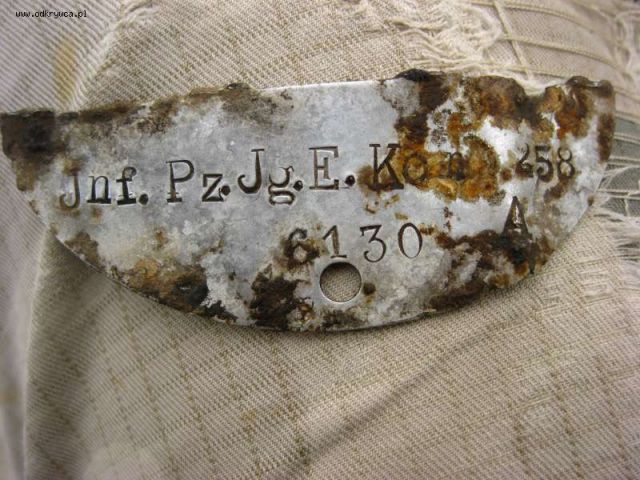 www.odkrywca.pl
Jnf. Pz. Jg. E. Kom. 258
6130 A